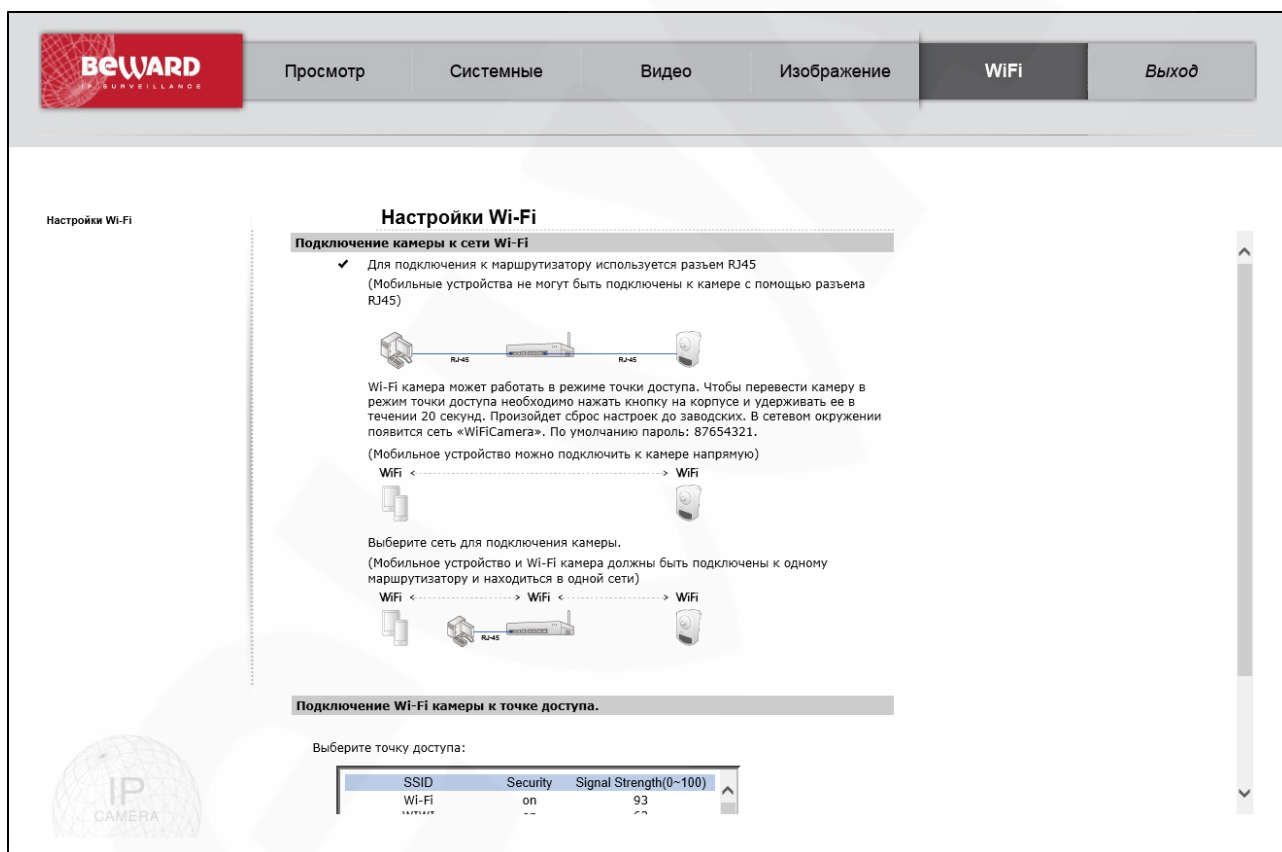 BEWARD
IP SURVEILLANCE
Просмотр
Системные
Видео
Изображение
WiFi
Выход
Настройки Wi-Fi
Настройки Wi-Fi
Подключение камеры к сети Wi-Fi
Для подключения к маршрутизатору используется разъем RJ45
(Мобильные устройства не могут быть подключены к камере с помощью разъема
RJ45)
RJ-45
RJ-45
Wi-Fi камера может работать в режиме точки доступа. Чтобы перевести камеру в
режим точки доступа необходимо нажать кнопку на корпусе и удерживать ее в
течении 20 секунд. Произойдет сброс настроек до заводских. В сетевом окружении
появится сеть «WiFiCamera». По умолчанию пароль: 87654321.
(Мобильное устройство можно подключить к камере напрямую)
WiFi <---> WiFi
Выберите сеть для подключения камеры.
(Мобильное устройство и Wi-Fi камера должны быть подключены к одному
маршрутизатору и находиться в одной сети)
WiFi <---> WiFi <---> WiFi
RJ-45
Подключение Wi-Fi камеры к точке доступа.
Выберите точку доступа:
SSID Security Signal Strength(0~100)
Wi-Fi on 93
IP
CAMERA